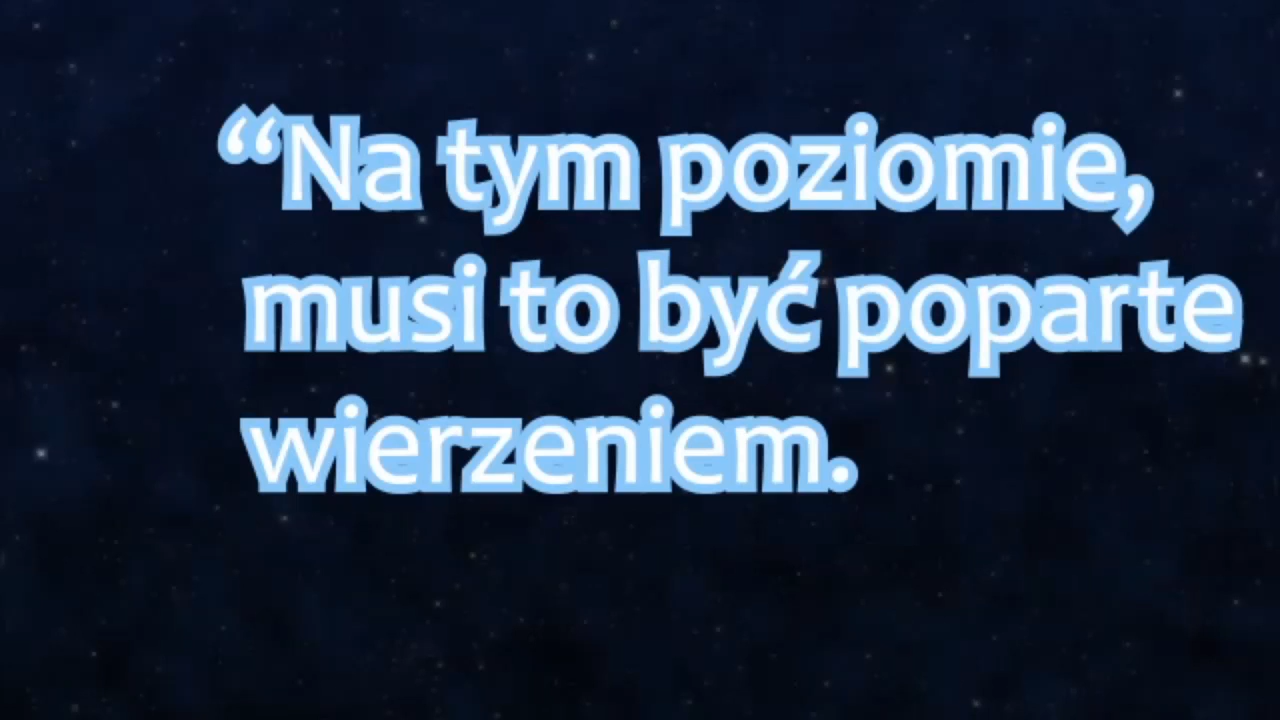 “Na tym poziomie,
musi to być poparte
wierzeniem.